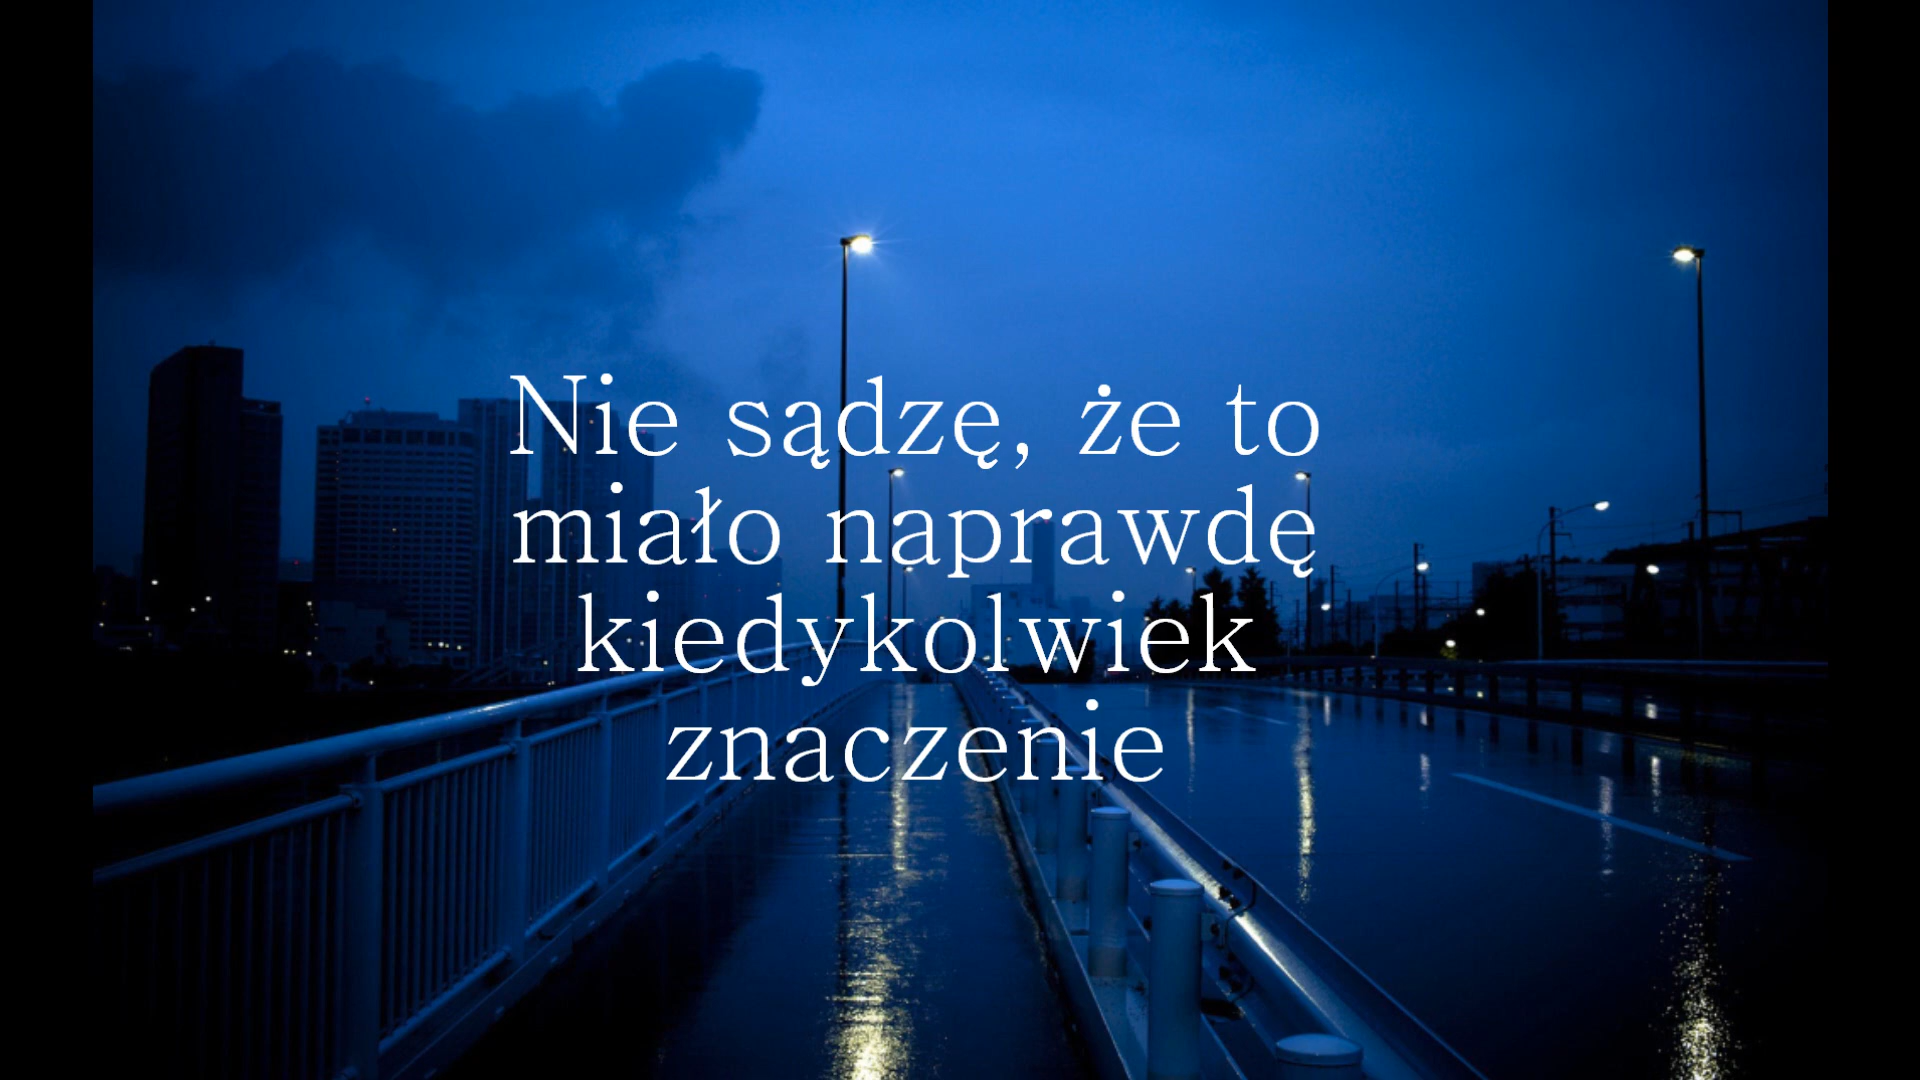 Nie sądzę, że to
miało naprawdę
kiedykolwiek
znaczenie